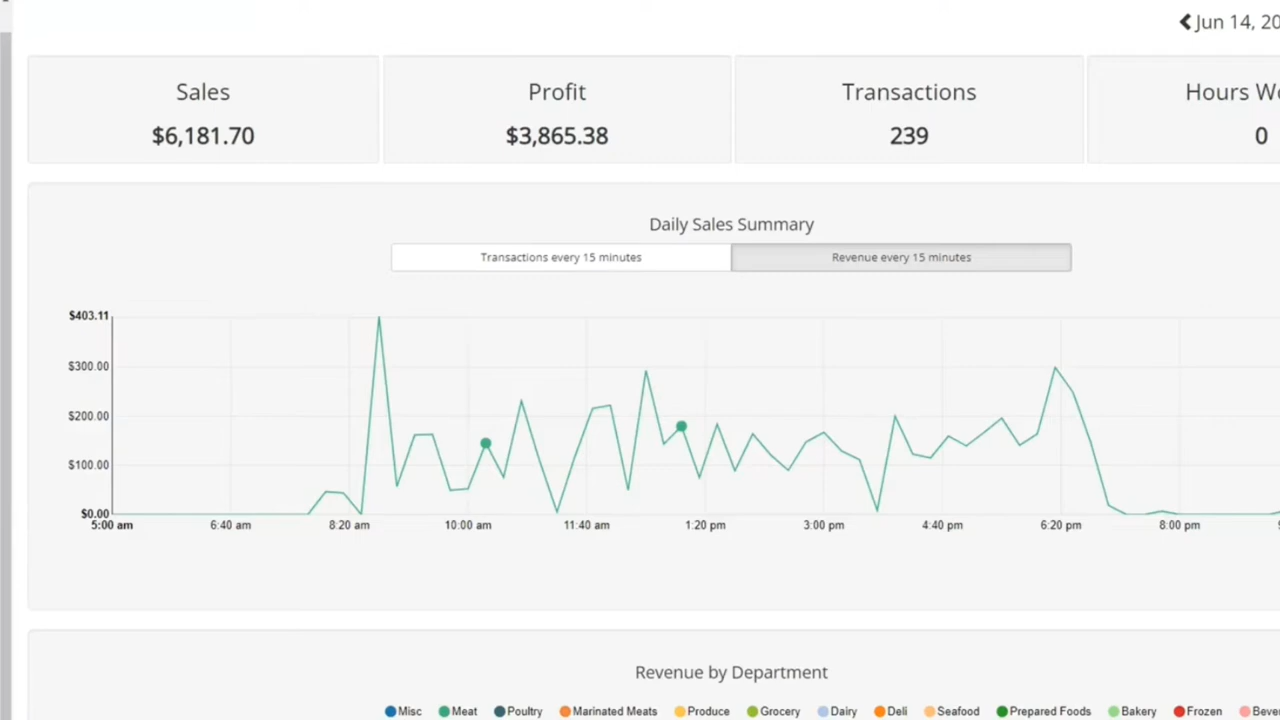 Jun 14, 20
Sales
$6,181.70
Profit
$3,865.38
Transactions
239
Hours Wo
0
Daily Sales Summary
Transactions every 15 minutes
Revenue every 15 minutes
$403.11
$300.00
$200.00
$100.00
$0.00
5:00 am 6:40 am 8:20 am 10:00 am 11:40 am 1:20 pm 3:00 pm 4:40 pm 6:20 pm 8:00 pm
Revenue by Department
Misc Meat Poultry Marinated Meats Produce Grocery Dairy Deli Seafood Prepared Foods Bakery Frozen Beve